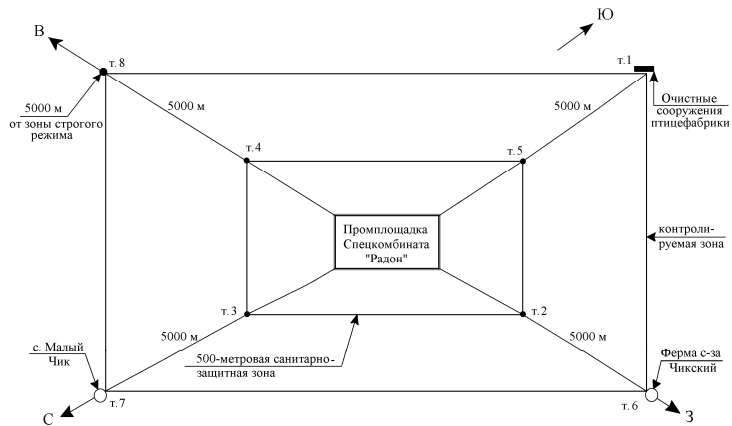 В
Ю
т.8
т.1
5000 м
от зоны строгого
режима
5000 м
5000 м
Очистные
сооружения
птицефабрики
т.4
т.5
Промплощадка
Спецкомбината
"Радон"
контроли-
руемая зона
т.3
т.2
5000 м
5000 м
с. Малый
Чик
500-метровая санитарно-
защитная зона
Ферма с-за
Чикский
т.7
т.6
С
З